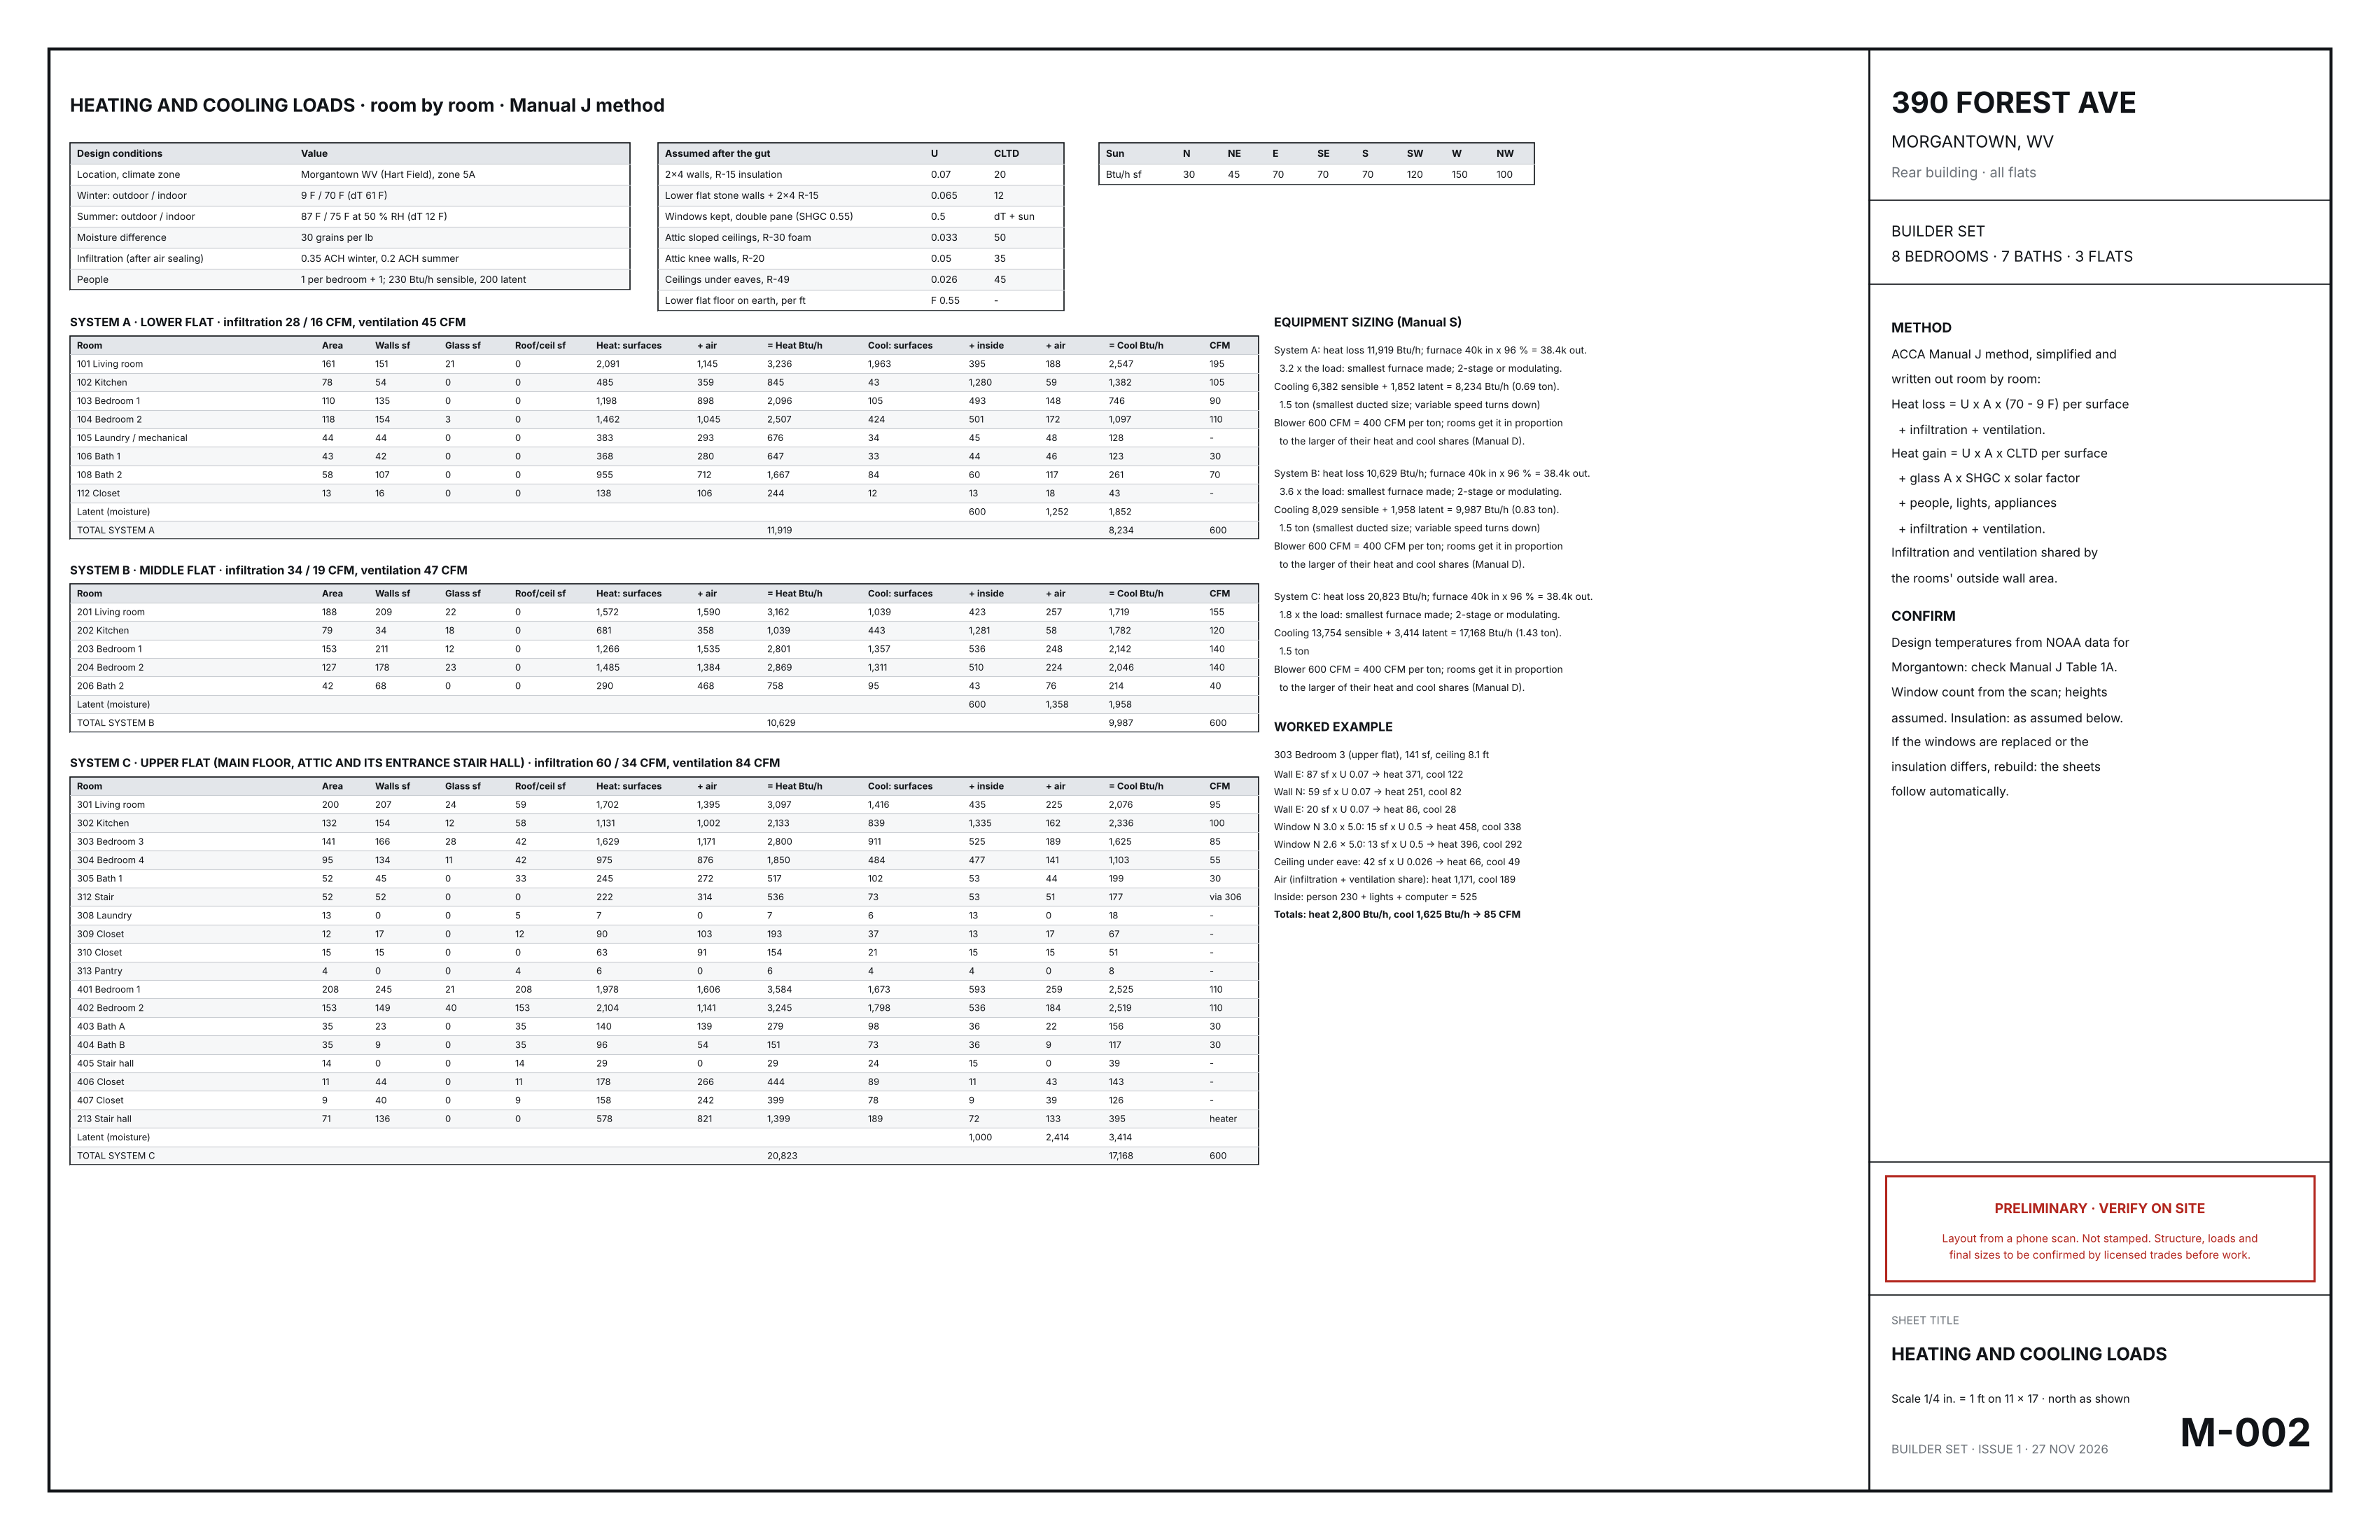 HEATING AND COOLING LOADS · room by room · Manual J method
Design conditions Value
Location, climate zone Morgantown WV (Hart Field), zone 5A
Winter: outdoor / indoor 9 F / 70 F (dT 61 F)
Summer: outdoor / indoor 87 F / 75 F at 50 % RH (dT 12 F)
Moisture difference 30 grains per lb
Infiltration (after air sealing) 0.35 ACH winter, 0.2 ACH summer
People 1 per bedroom + 1; 230 Btu/h sensible, 200 latent
Assumed after the gut U CLTD
2×4 walls, R-15 insulation 0.07 20
Lower flat stone walls + 2×4 R-15 0.065 12
Windows kept, double pane (SHGC 0.55) 0.5 dT + sun
Attic sloped ceilings, R-30 foam 0.033 50
Attic knee walls, R-20 0.05 35
Ceilings under eaves, R-49 0.026 45
Lower flat floor on earth, per ft F 0.55 -
Sun N NE E SE S SW W NW
Btu/h sf 30 45 70 70 70 120 150 100
SYSTEM A · LOWER FLAT · infiltration 28 / 16 CFM, ventilation 45 CFM
Room Area Walls sf Glass sf Roof/ceil sf Heat: surfaces + air = Heat Btu/h Cool: surfaces + inside + air = Cool Btu/h CFM
101 Living room 161 151 21 0 2,091 1,145 3,236 1,963 395 188 2,547 195
102 Kitchen 78 54 0 0 485 359 845 43 1,280 59 1,382 105
103 Bedroom 1 110 135 0 0 1,198 898 2,096 105 493 148 746 90
104 Bedroom 2 118 154 3 0 1,462 1,045 2,507 424 501 172 1,097 110
105 Laundry / mechanical 44 44 0 0 383 293 676 34 45 48 128 -
106 Bath 1 43 42 0 0 368 280 647 33 44 46 123 30
108 Bath 2 58 107 0 0 955 712 1,667 84 60 117 261 70
112 Closet 13 16 0 0 138 106 244 12 13 18 43 -
Latent (moisture) 600 1,252 1,852
TOTAL SYSTEM A 11,919 8,234 600
SYSTEM B · MIDDLE FLAT · infiltration 34 / 19 CFM, ventilation 47 CFM
Room Area Walls sf Glass sf Roof/ceil sf Heat: surfaces + air = Heat Btu/h Cool: surfaces + inside + air = Cool Btu/h CFM
201 Living room 188 209 22 0 1,572 1,590 3,162 1,039 423 257 1,719 155
202 Kitchen 79 34 18 0 681 358 1,039 443 1,281 58 1,782 120
203 Bedroom 1 153 211 12 0 1,266 1,535 2,801 1,357 536 248 2,142 140
204 Bedroom 2 127 178 23 0 1,485 1,384 2,869 1,311 510 224 2,046 140
206 Bath 2 42 68 0 0 290 468 758 95 43 76 214 40
Latent (moisture) 600 1,358 1,958
TOTAL SYSTEM B 10,629 9,987 600
SYSTEM C · UPPER FLAT (MAIN FLOOR, ATTIC AND ITS ENTRANCE STAIR HALL) · infiltration 60 / 34 CFM, ventilation 84 CFM
Room Area Walls sf Glass sf Roof/ceil sf Heat: surfaces + air = Heat Btu/h Cool: surfaces + inside + air = Cool Btu/h CFM
301 Living room 200 207 24 59 1,702 1,395 3,097 1,416 435 225 2,076 95
302 Kitchen 132 154 12 58 1,131 1,002 2,133 839 1,335 162 2,336 100
303 Bedroom 3 141 166 28 42 1,629 1,171 2,800 911 525 189 1,625 85
304 Bedroom 4 95 134 11 42 975 876 1,850 484 477 141 1,103 55
305 Bath 1 52 45 0 33 245 272 517 102 53 44 199 30
312 Stair 52 52 0 0 222 314 536 73 53 51 177 via 306
308 Laundry 13 0 0 5 7 0 7 6 13 0 18 -
309 Closet 12 17 0 12 90 103 193 37 13 17 67 -
310 Closet 15 15 0 0 63 91 154 21 15 15 51 -
313 Pantry 4 0 0 4 6 0 6 4 4 0 8 -
401 Bedroom 1 208 245 21 208 1,978 1,606 3,584 1,673 593 259 2,525 110
402 Bedroom 2 153 149 40 153 2,104 1,141 3,245 1,798 536 184 2,519 110
403 Bath A 35 23 0 35 140 139 279 98 36 22 156 30
404 Bath B 35 9 0 35 96 54 151 73 36 9 117 30
405 Stair hall 14 0 0 14 29 0 29 24 15 0 39 -
406 Closet 11 44 0 11 178 266 444 89 11 43 143 -
407 Closet 9 40 0 9 158 242 399 78 9 39 126 -
213 Stair hall 71 136 0 0 578 821 1,399 189 72 133 395 heater
Latent (moisture) 1,000 2,414 3,414
TOTAL SYSTEM C 20,823 17,168 600
EQUIPMENT SIZING (Manual S)
System A: heat loss 11,919 Btu/h; furnace 40k in x 96 % = 38.4k out.
3.2 x the load: smallest furnace made; 2-stage or modulating.
Cooling 6,382 sensible + 1,852 latent = 8,234 Btu/h (0.69 ton).
1.5 ton (smallest ducted size; variable speed turns down)
Blower 600 CFM = 400 CFM per ton; rooms get it in proportion
to the larger of their heat and cool shares (Manual D).
System B: heat loss 10,629 Btu/h; furnace 40k in x 96 % = 38.4k out.
3.6 x the load: smallest furnace made; 2-stage or modulating.
Cooling 8,029 sensible + 1,958 latent = 9,987 Btu/h (0.83 ton).
1.5 ton (smallest ducted size; variable speed turns down)
Blower 600 CFM = 400 CFM per ton; rooms get it in proportion
to the larger of their heat and cool shares (Manual D).
System C: heat loss 20,823 Btu/h; furnace 40k in x 96 % = 38.4k out.
1.8 x the load: smallest furnace made; 2-stage or modulating.
Cooling 13,754 sensible + 3,414 latent = 17,168 Btu/h (1.43 ton).
1.5 ton
Blower 600 CFM = 400 CFM per ton; rooms get it in proportion
to the larger of their heat and cool shares (Manual D).
WORKED EXAMPLE
303 Bedroom 3 (upper flat), 141 sf, ceiling 8.1 ft
Wall E: 87 sf x U 0.07 → heat 371, cool 122
Wall N: 59 sf x U 0.07 → heat 251, cool 82
Wall E: 20 sf x U 0.07 → heat 86, cool 28
Window N 3.0 x 5.0: 15 sf x U 0.5 → heat 458, cool 338
Window N 2.6 × 5.0: 13 sf x U 0.5 → heat 396, cool 292
Ceiling under eave: 42 sf x U 0.026 → heat 66, cool 49
Air (infiltration + ventilation share): heat 1,171, cool 189
Inside: person 230 + lights + computer = 525
Totals: heat 2,800 Btu/h, cool 1,625 Btu/h → 85 CFM
390 FOREST AVE
MORGANTOWN, WV
Rear building · all flats
BUILDER SET
8 BEDROOMS · 7 BATHS · 3 FLATS
METHOD
ACCA Manual J method, simplified and
written out room by room:
Heat loss = U x A x (70 - 9 F) per surface
+ infiltration + ventilation.
Heat gain = U x A x CLTD per surface
+ glass A x SHGC x solar factor
+ people, lights, appliances
+ infiltration + ventilation.
Infiltration and ventilation shared by
the rooms' outside wall area.
CONFIRM
Design temperatures from NOAA data for
Morgantown: check Manual J Table 1A.
Window count from the scan; heights
assumed. Insulation: as assumed below.
If the windows are replaced or the
insulation differs, rebuild: the sheets
follow automatically.
PRELIMINARY · VERIFY ON SITE
Layout from a phone scan. Not stamped. Structure, loads and
final sizes to be confirmed by licensed trades before work.
SHEET TITLE
HEATING AND COOLING LOADS
Scale 1/4 in. = 1 ft on 11 × 17 · north as shown
BUILDER SET · ISSUE 1 · 27 NOV 2026
M-002